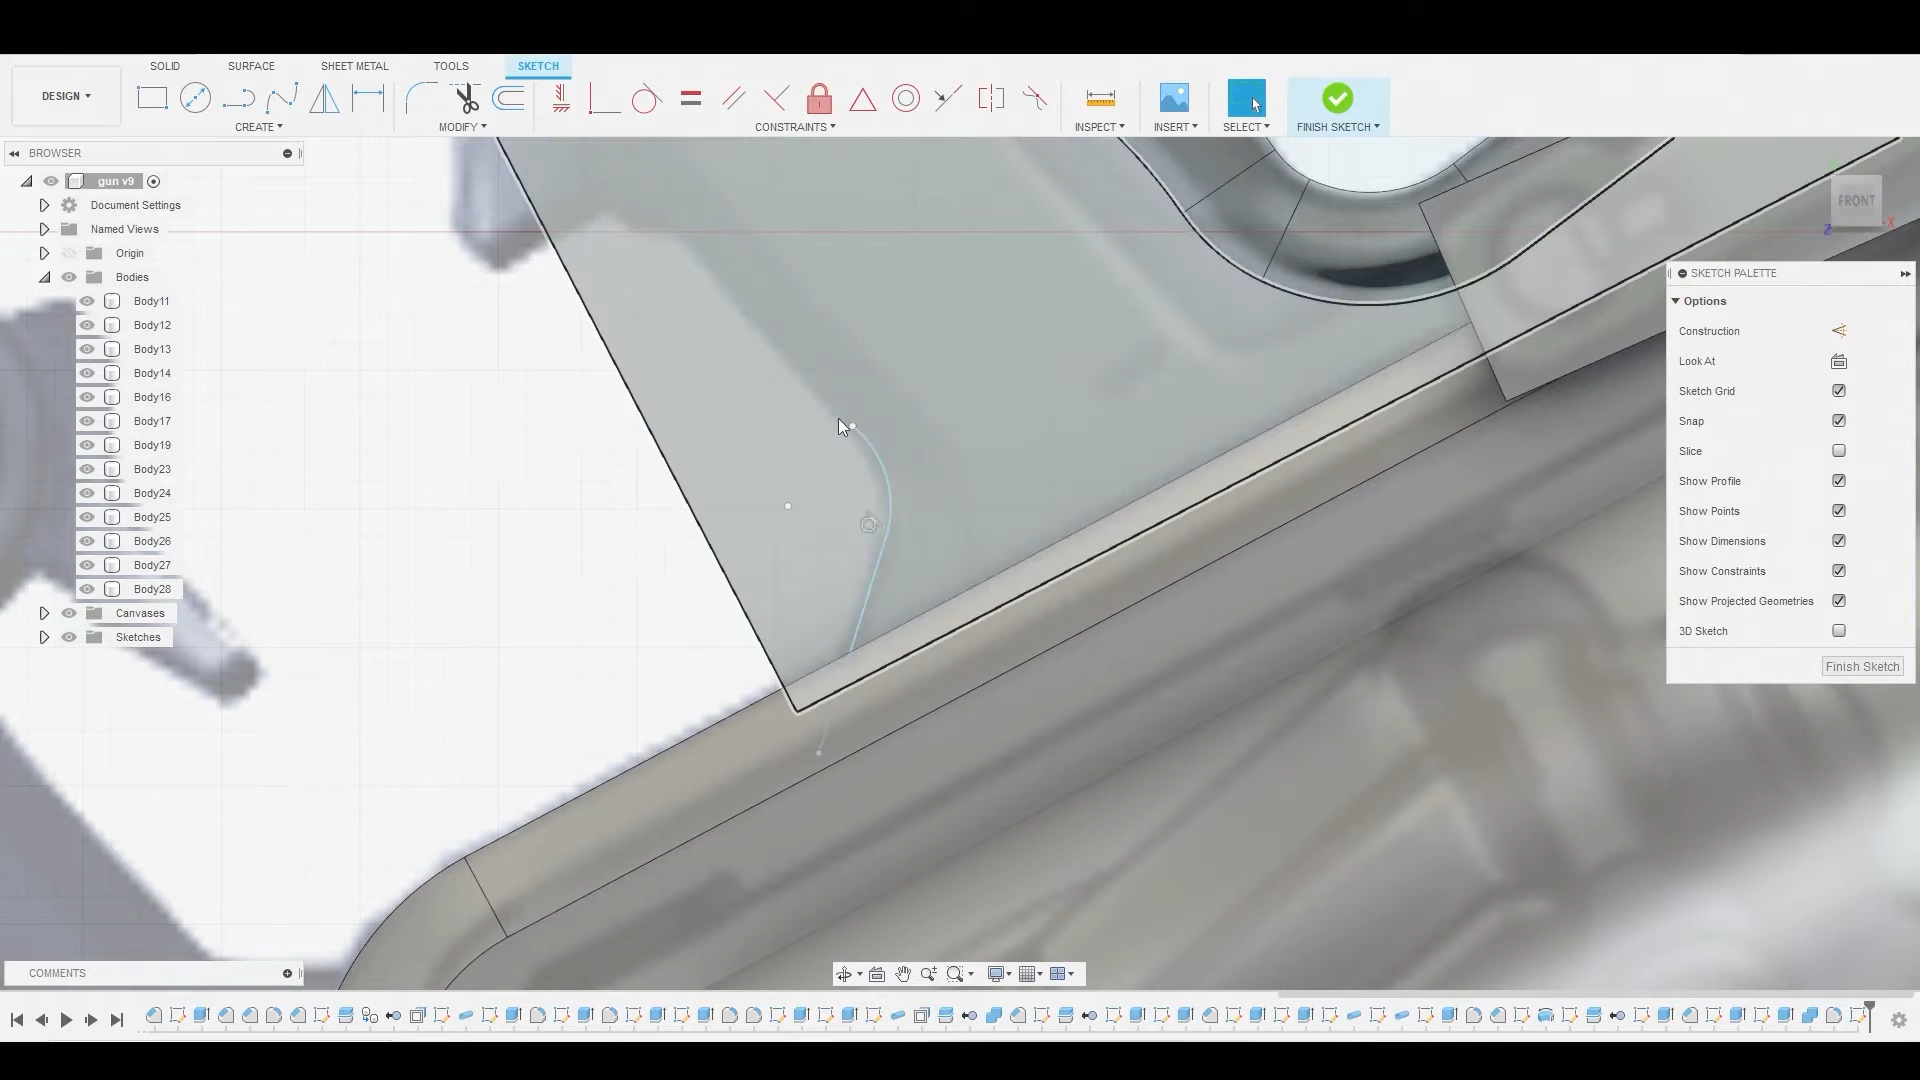 SOLID SURFACE SHEET METAL TOOLS SKETCH
DESIGN
CREATE MODIFY CONSTRAINTS INSPECT INSERT SELECT FINISH SKETCH
BROWSER
gun v9
Document Settings
Named Views
Origin
Bodies
Body11
Body12
Body13
Body14
Body16
Body17
Body19
Body23
Body24
Body25
Body26
Body27
Body28
Canvases
Sketches
FRONT
X
Z
SKETCH PALETTE
Options
Construction
Look At
Sketch Grid
Snap
Slice
Show Profile
Show Points
Show Dimensions
Show Constraints
Show Projected Geometries
3D Sketch
Finish Sketch
COMMENTS